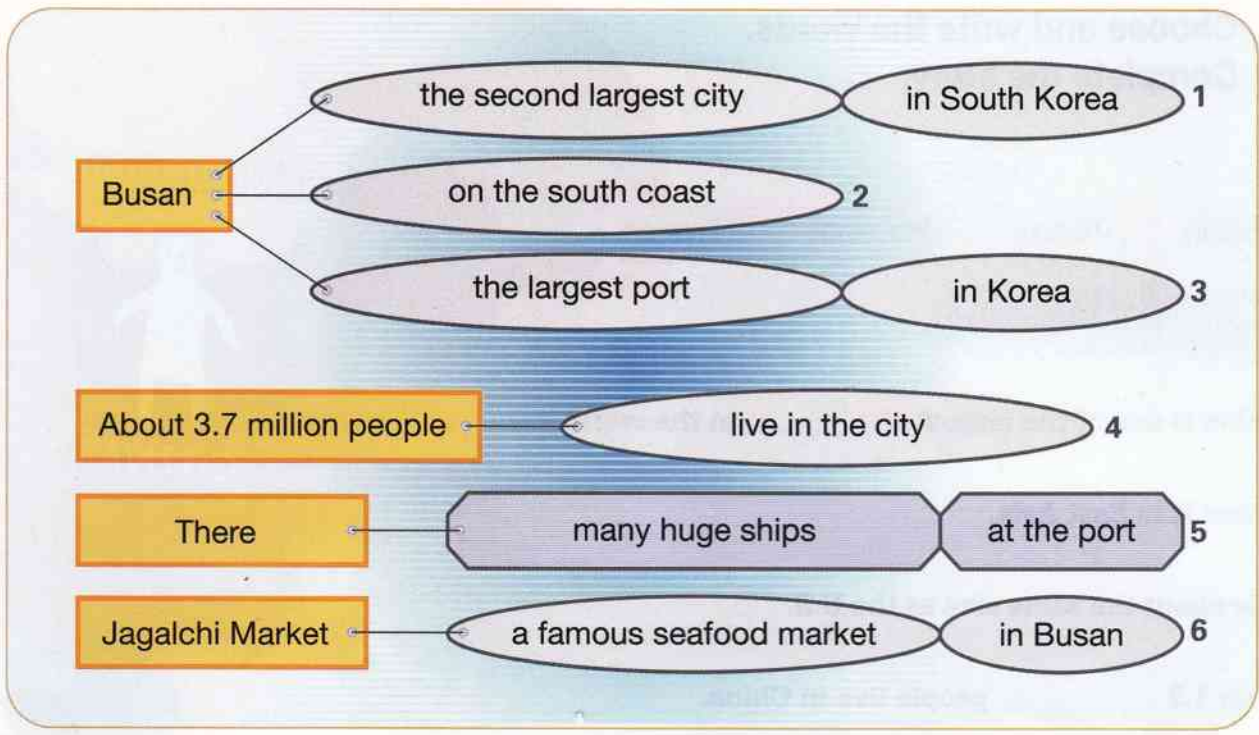 the second largest city in South Korea 1
Busan on the south coast 2
the largest port in Korea 3
About 3.7 million people live in the city 4
There many huge ships at the port 5
Jagalchi Market a famous seafood market in Busan 6